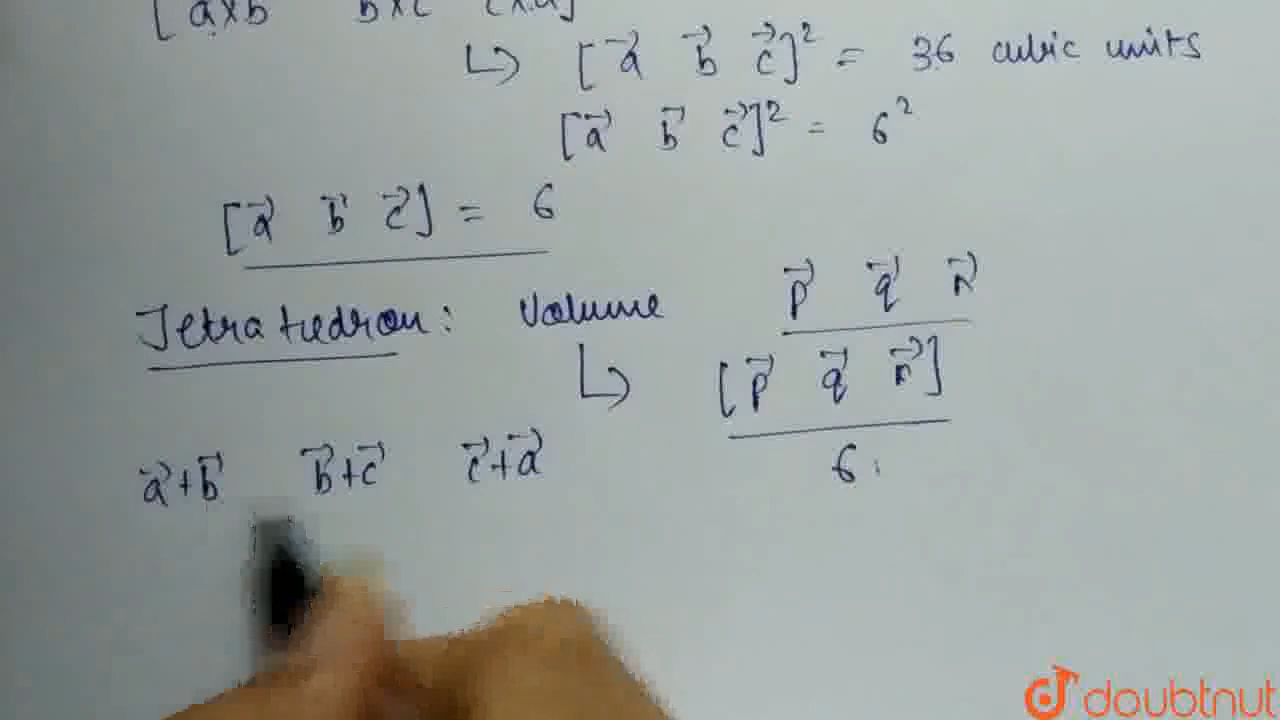 [a⃗×b⃗ b⃗×c⃗ c⃗×a⃗]
↳ [a⃗ b⃗ c⃗]² = 36 cubic units
[a⃗ b⃗ c⃗]² = 6²
[a⃗ b⃗ c⃗] = 6
Tetrahedron: Volume p⃗ q⃗ r⃗
↳ [p⃗ q⃗ r⃗]
6
a⃗+b⃗ b⃗+c⃗ c⃗+a⃗
doubtnut